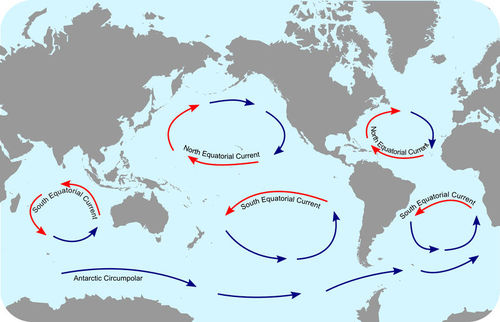 North Equatorial Current
North Equatorial Current
South Equatorial Current
South Equatorial Current
South Equatorial Current
Antarctic Circumpolar